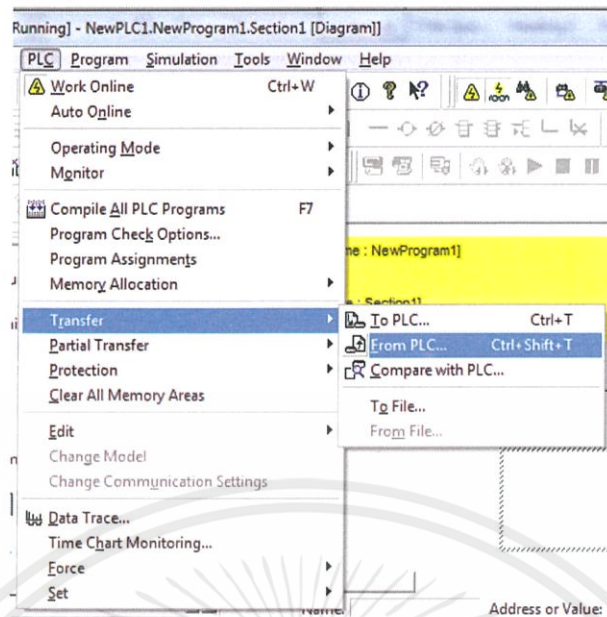 Running] - NewPLC1.NewProgram1.Section1 [Diagram]]
PLC Program Simulation Tools Window Help
Work Online Ctrl+W
Auto Online
Operating Mode
Monitor
Compile All PLC Programs F7
Program Check Options...
Program Assignments
Memory Allocation
me : NewProgram1]
: Section1]
Transfer
To PLC... Ctrl+T
Partial Transfer
From PLC... Ctrl+Shift+T
Protection
Compare with PLC...
Clear All Memory Areas
To File...
Edit
From File...
Change Model
Change Communication Settings
Data Trace...
Time Chart Monitoring...
Force
Set
Name: Address or Value: